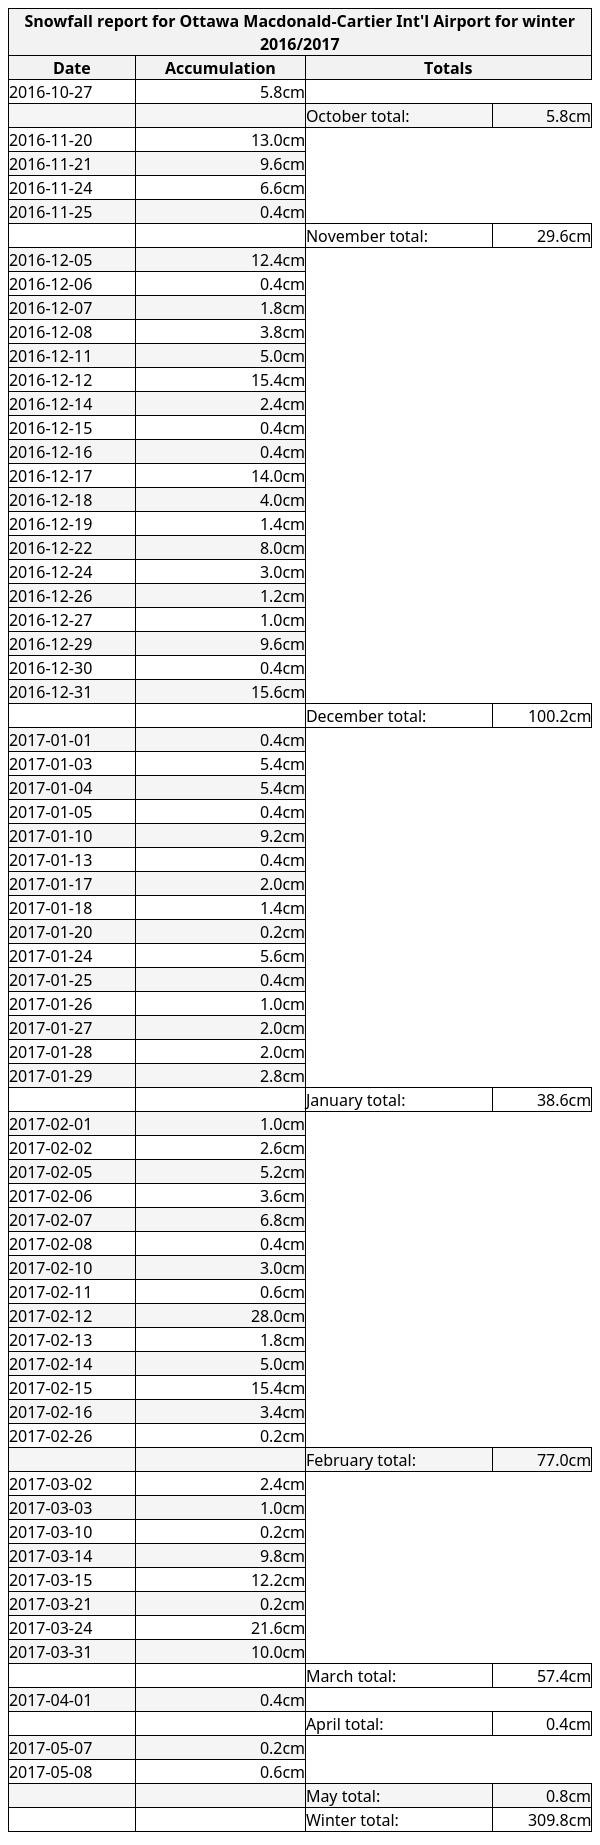 Snowfall report for Ottawa Macdonald-Cartier Int'l Airport for winter
2016/2017
Date Accumulation Totals
2016-10-27 5.8cm
October total: 5.8cm
2016-11-20 13.0cm
2016-11-21 9.6cm
2016-11-24 6.6cm
2016-11-25 0.4cm
November total: 29.6cm
2016-12-05 12.4cm
2016-12-06 0.4cm
2016-12-07 1.8cm
2016-12-08 3.8cm
2016-12-11 5.0cm
2016-12-12 15.4cm
2016-12-14 2.4cm
2016-12-15 0.4cm
2016-12-16 0.4cm
2016-12-17 14.0cm
2016-12-18 4.0cm
2016-12-19 1.4cm
2016-12-22 8.0cm
2016-12-24 3.0cm
2016-12-26 1.2cm
2016-12-27 1.0cm
2016-12-29 9.6cm
2016-12-30 0.4cm
2016-12-31 15.6cm
December total: 100.2cm
2017-01-01 0.4cm
2017-01-03 5.4cm
2017-01-04 5.4cm
2017-01-05 0.4cm
2017-01-10 9.2cm
2017-01-13 0.4cm
2017-01-17 2.0cm
2017-01-18 1.4cm
2017-01-20 0.2cm
2017-01-24 5.6cm
2017-01-25 0.4cm
2017-01-26 1.0cm
2017-01-27 2.0cm
2017-01-28 2.0cm
2017-01-29 2.8cm
January total: 38.6cm
2017-02-01 1.0cm
2017-02-02 2.6cm
2017-02-05 5.2cm
2017-02-06 3.6cm
2017-02-07 6.8cm
2017-02-08 0.4cm
2017-02-10 3.0cm
2017-02-11 0.6cm
2017-02-12 28.0cm
2017-02-13 1.8cm
2017-02-14 5.0cm
2017-02-15 15.4cm
2017-02-16 3.4cm
2017-02-26 0.2cm
February total: 77.0cm
2017-03-02 2.4cm
2017-03-03 1.0cm
2017-03-10 0.2cm
2017-03-14 9.8cm
2017-03-15 12.2cm
2017-03-21 0.2cm
2017-03-24 21.6cm
2017-03-31 10.0cm
March total: 57.4cm
2017-04-01 0.4cm
April total: 0.4cm
2017-05-07 0.2cm
2017-05-08 0.6cm
May total: 0.8cm
Winter total: 309.8cm